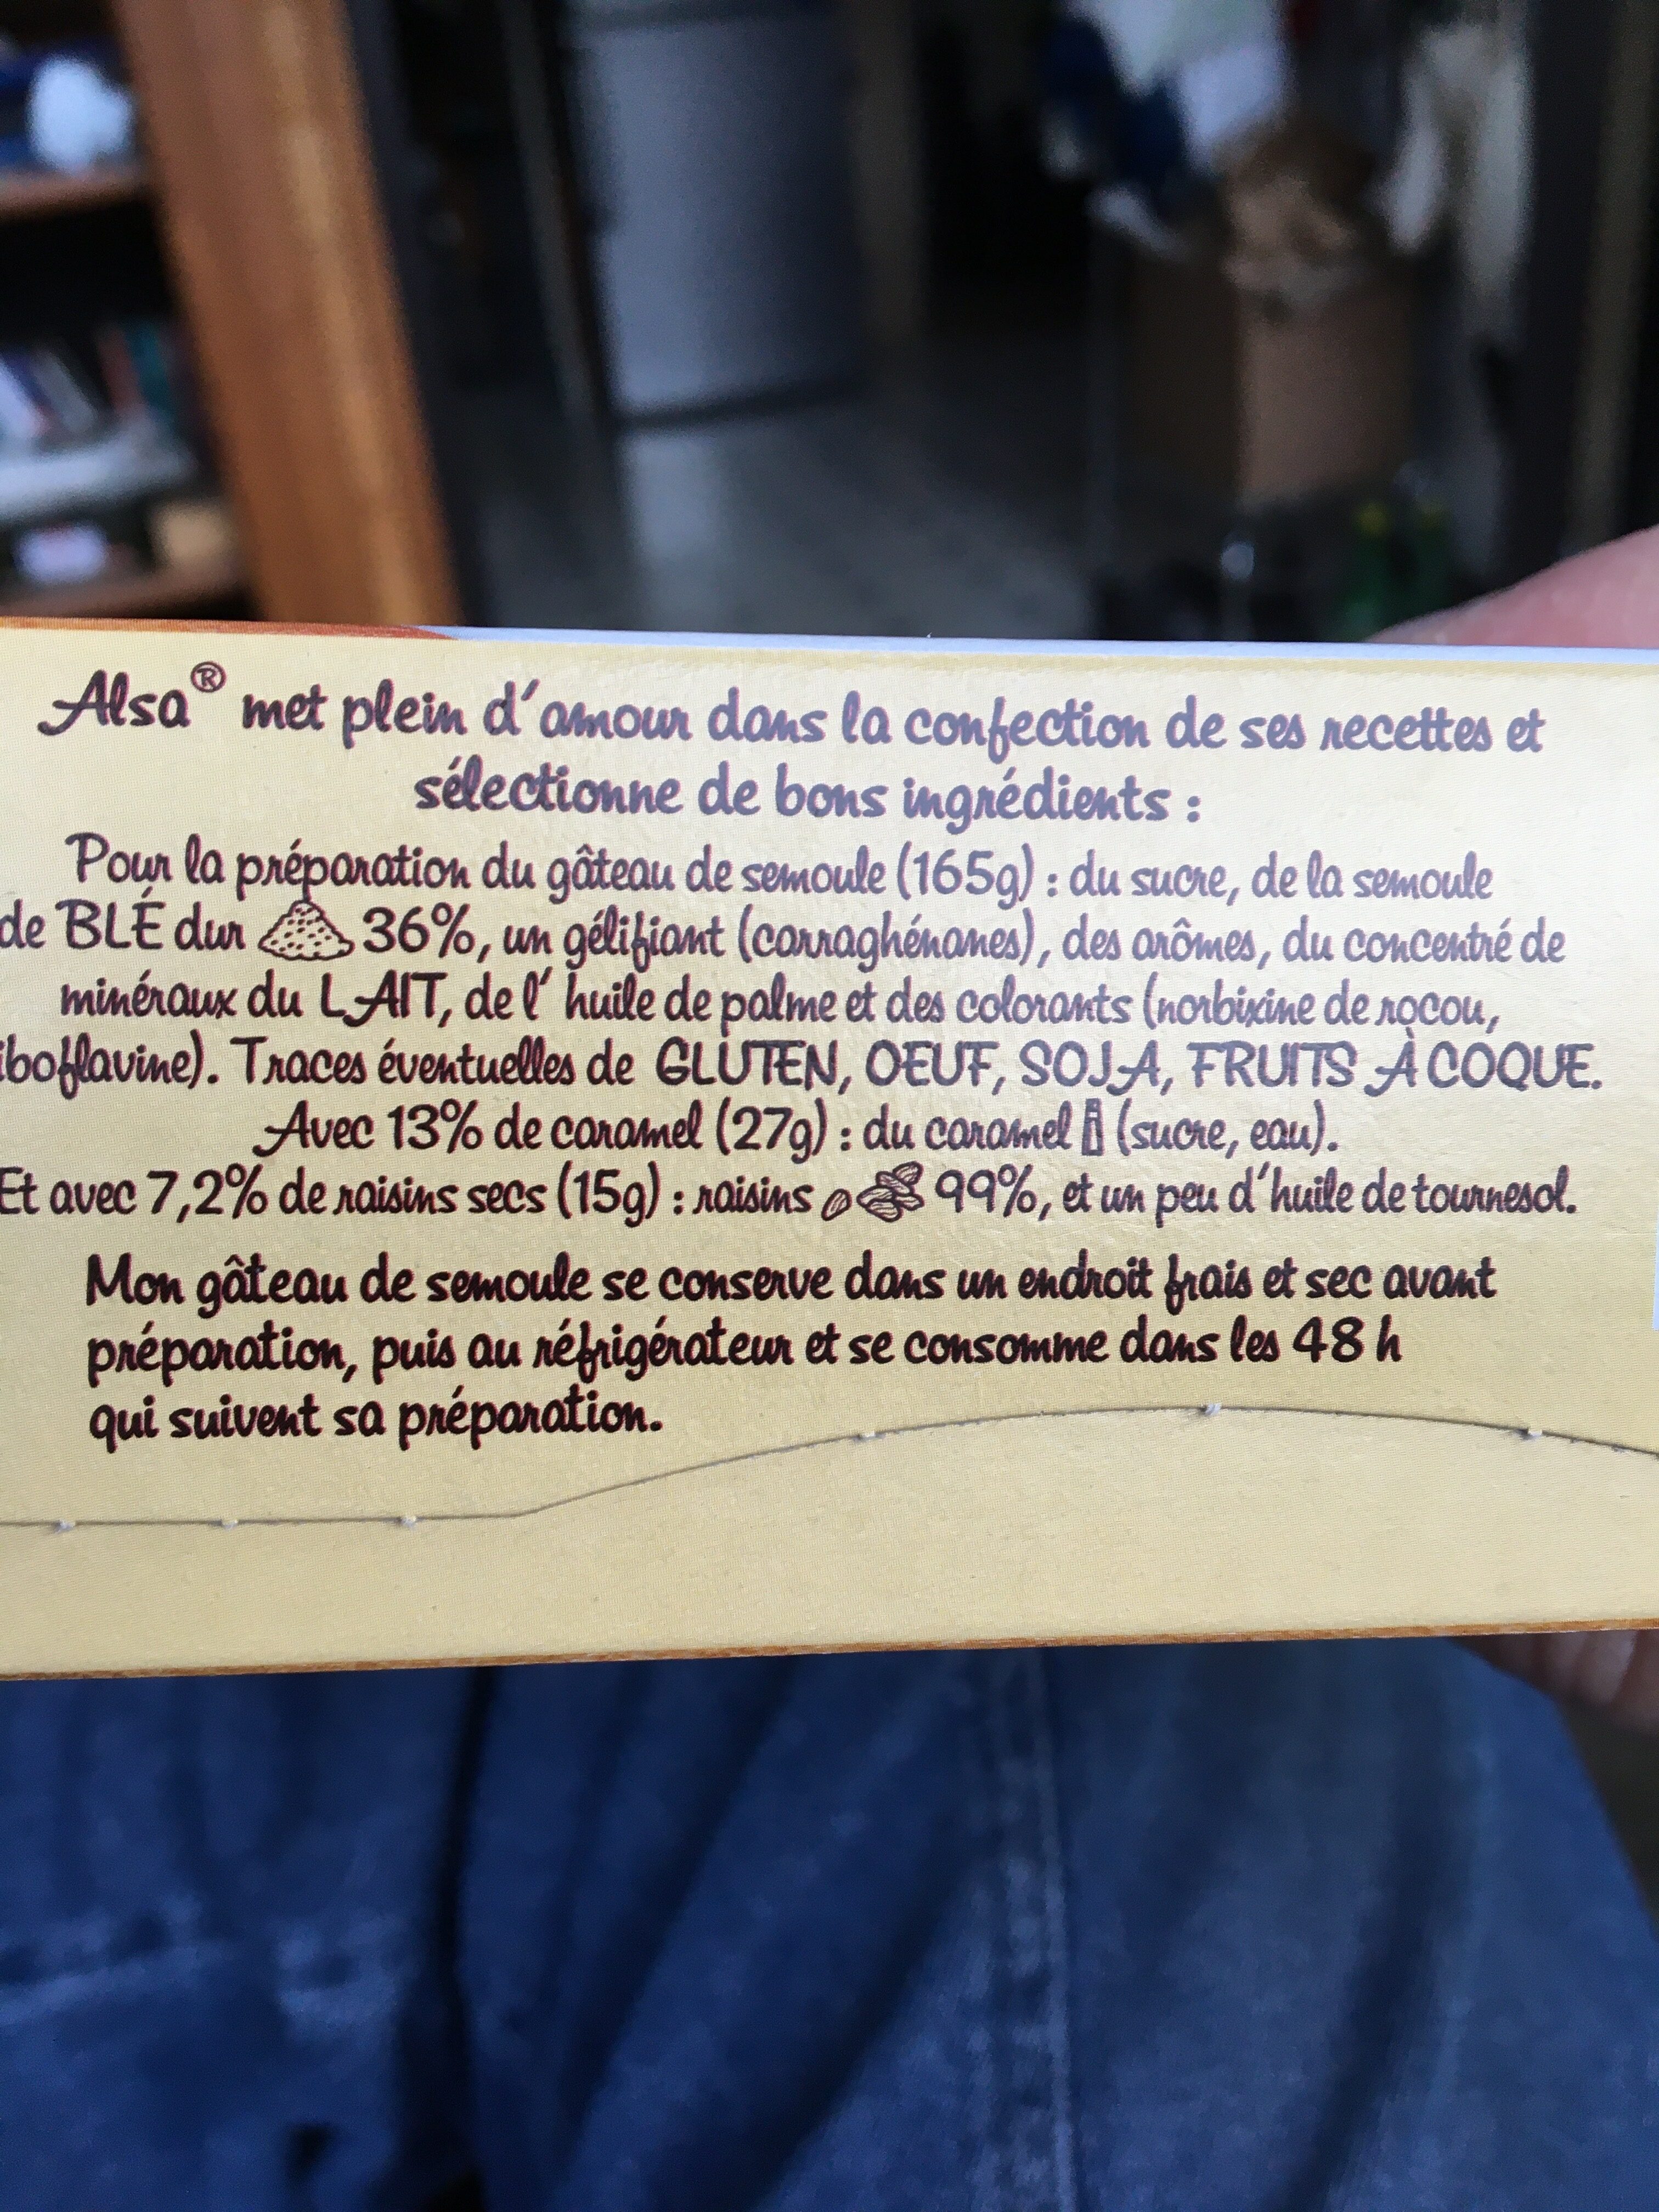 Alsa® met plein d'amour dans la confection de ses recettes et
sélectionne de bons ingrédients :
Pour la préparation du gâteau de semoule (165g) : du sucre, de la semoule
de BLÉ dur 36%, un gélifiant (carraghénanes), des arômes, du concentré de
minéraux du LAIT, de l' huile de palme et des colorants (norbixine de rocou,
iboflavine). Traces éventuelles de GLUTEN, OEUF, SOJA, FRUITS À COQUE.
Avec 13% de caramel (27g) : du caramel (sucre, eau).
Et avec 7,2% de raisins secs (15g) : raisins 99%, et un peu d'huile de tournesol.
Mon gâteau de semoule se conserve dans un endroit frais et sec avant
préparation, puis au réfrigérateur et se consomme dans les 48 h
qui suivent sa préparation.